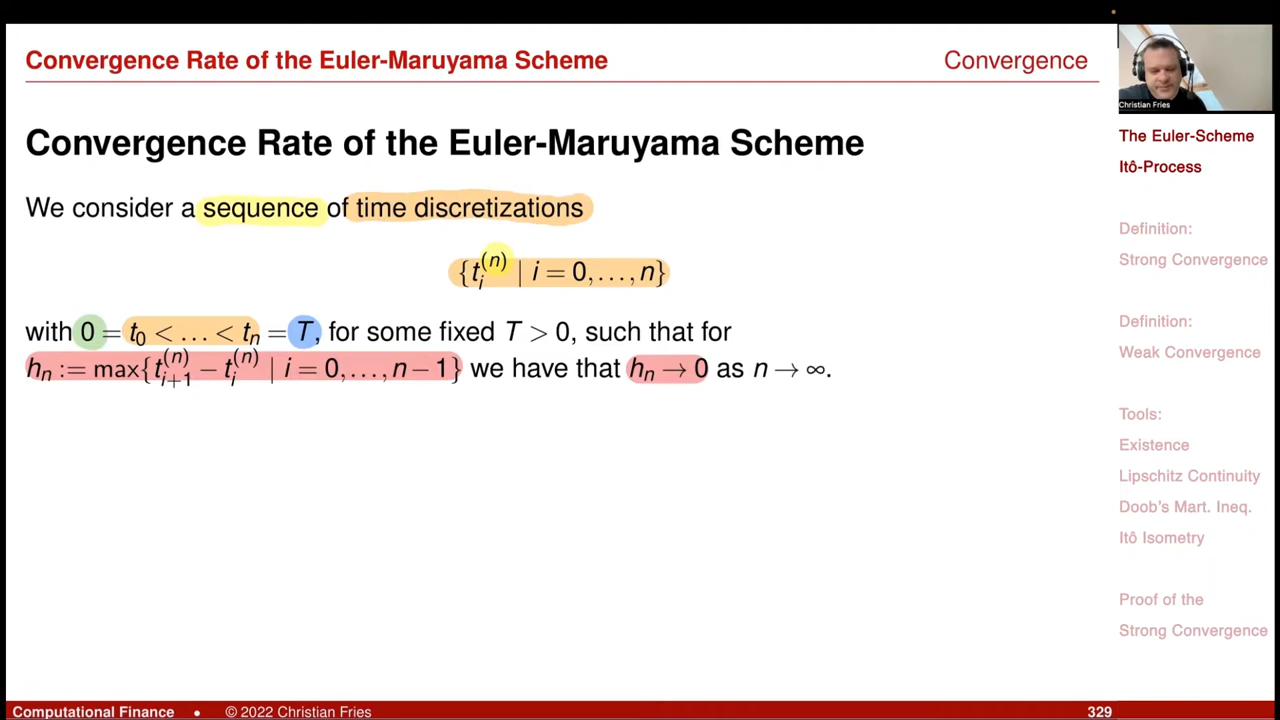 Convergence Rate of the Euler-Maruyama Scheme
Convergence
Convergence Rate of the Euler-Maruyama Scheme
We consider a sequence of time discretizations
{t_i^{(n)} | i = 0, …, n}
with 0 = t_0 < … < t_n = T, for some fixed T > 0, such that for
h_n := max{t_{i+1}^{(n)} − t_i^{(n)} | i = 0, …, n − 1} we have that h_n → 0 as n → ∞.
Christian Fries
The Euler-Scheme
Itô-Process
Definition:
Strong Convergence
Definition:
Weak Convergence
Tools:
Existence
Lipschitz Continuity
Doob's Mart. Ineq.
Itô Isometry
Proof of the
Strong Convergence
Computational Finance • © 2022 Christian Fries
329